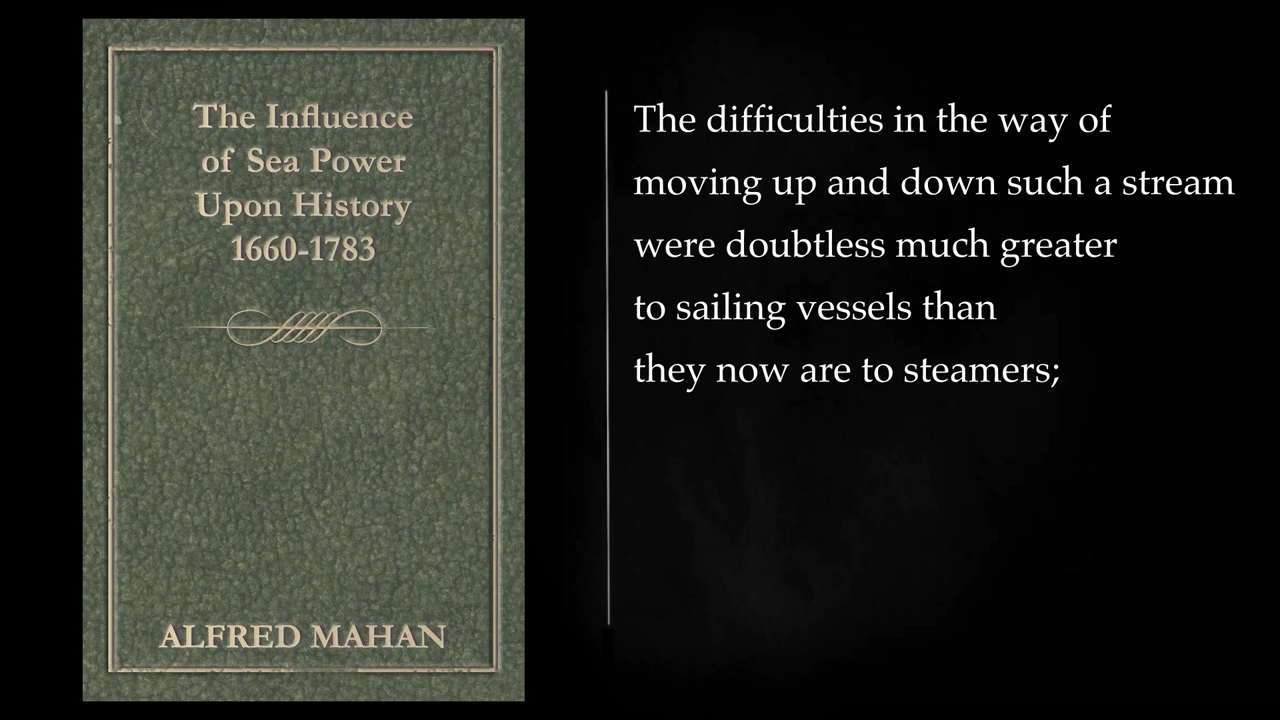 The Influence
of Sea Power
Upon History
1660-1783
ALFRED MAHAN
The difficulties in the way of
moving up and down such a stream
were doubtless much greater
to sailing vessels than
they now are to steamers;